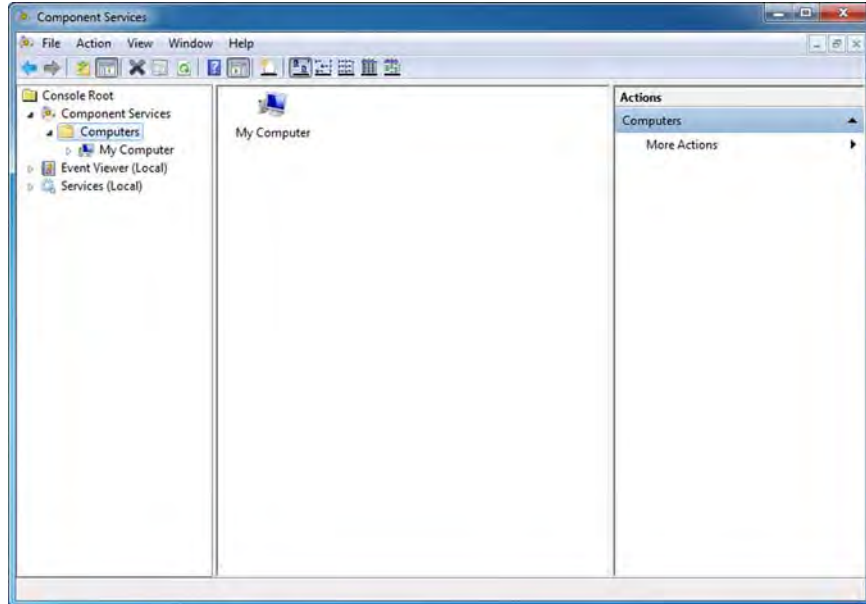 Component Services
File Action View Window Help
Console Root
Component Services
Computers
My Computer
Event Viewer (Local)
Services (Local)
My Computer
Actions
Computers
More Actions